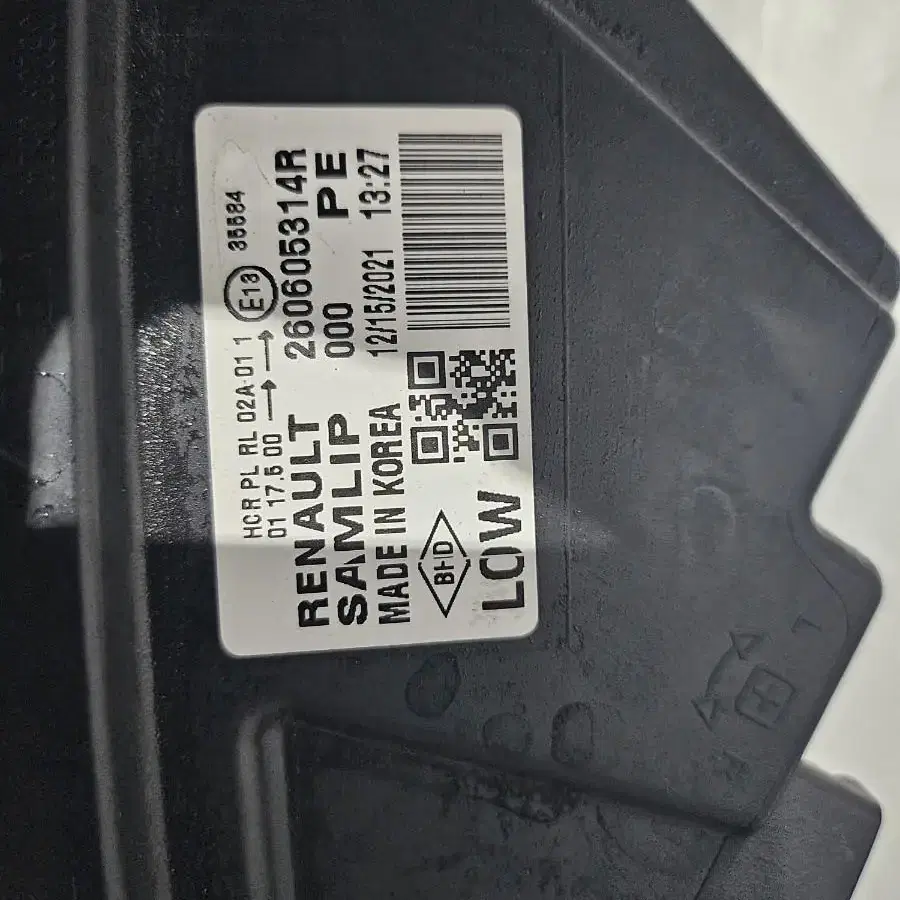 HCR PL RL 02A 01 1
01 17.5 00 → →
E13 35584
RENAULT 260605314R
SAMLIP 000 PE
MADE IN KOREA 12/15/2021 13:27
BHD
LOW
L
R